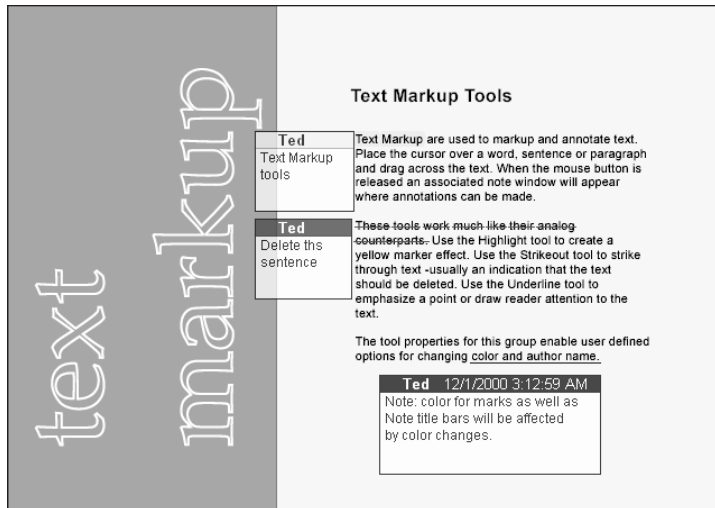 text
markup
Text Markup Tools
Ted
Text Markup
tools
Text Markup are used to markup and annotate text.
Place the cursor over a word, sentence or paragraph
and drag across the text. When the mouse button is
released an associated note window will appear
where annotations can be made.
Ted
Delete ths
sentence
These tools work much like their analog
counterparts. Use the Highlight tool to create a
yellow marker effect. Use the Strikeout tool to strike
through text -usually an indication that the text
should be deleted. Use the Underline tool to
emphasize a point or draw reader attention to the
text.
The tool properties for this group enable user defined
options for changing color and author name.
Ted 12/1/2000 3:12:59 AM
Note: color for marks as well as
Note title bars will be affected
by color changes.